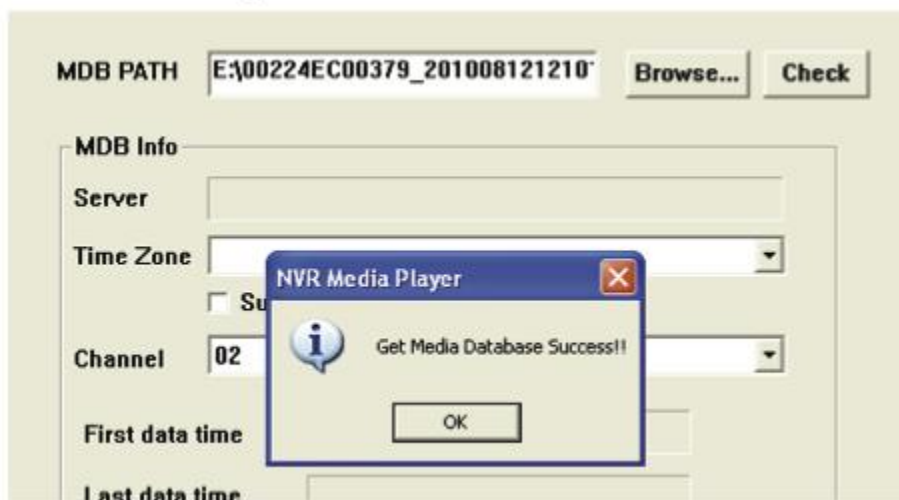 MDB PATH E:\00224EC00379_201008121210 Browse... Check
MDB Info
Server
Time Zone
NVR Media Player
Su
Get Media Database Success!!
Channel 02
OK
First data time
Last data time